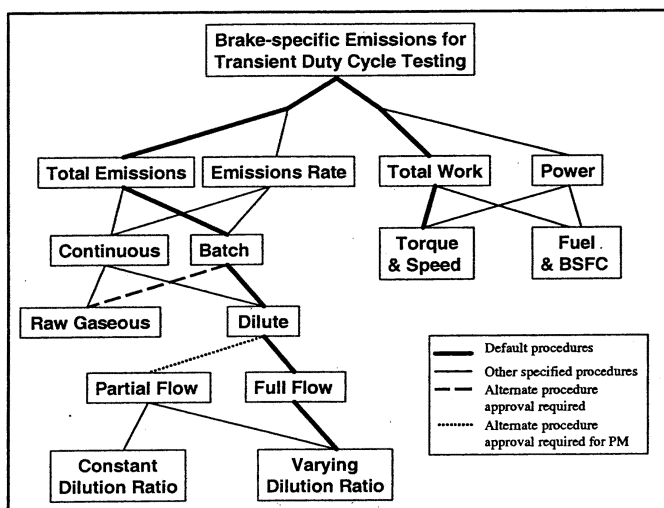 Brake-specific Emissions for
Transient Duty Cycle Testing
Total Emissions
Emissions Rate
Total Work
Power
Continuous
Batch
Torque
& Speed
Fuel
& BSFC
Raw Gaseous
Dilute
Partial Flow
Full Flow
Constant
Dilution Ratio
Varying
Dilution Ratio
Default procedures
Other specified procedures
Alternate procedure
approval required
Alternate procedure
approval required for PM